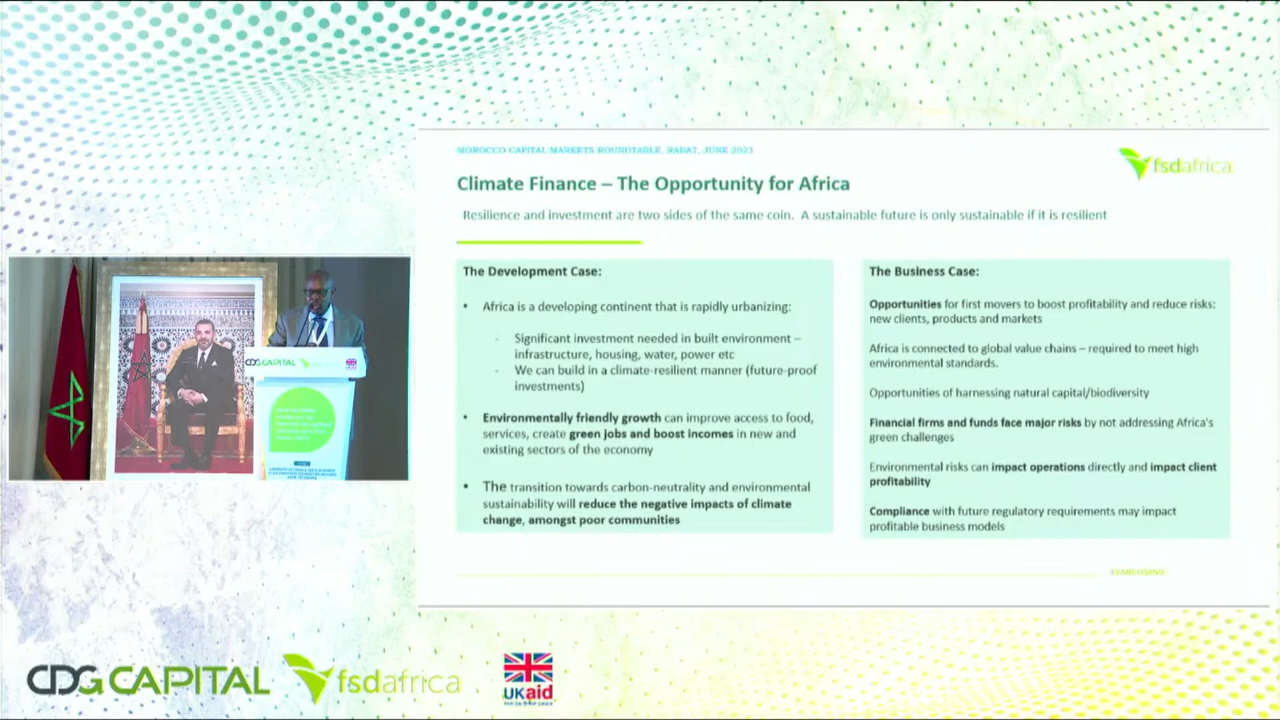 MOROCCO CAPITAL MARKETS ROUNDTABLE, RABAT, JUNE 2023
fsdafrica
Climate Finance – The Opportunity for Africa
Resilience and investment are two sides of the same coin. A sustainable future is only sustainable if it is resilient
The Development Case:
• Africa is a developing continent that is rapidly urbanizing:
- Significant investment needed in built environment –
infrastructure, housing, water, power etc
- We can build in a climate-resilient manner (future-proof
investments)
• Environmentally friendly growth can improve access to food,
services, create green jobs and boost incomes in new and
existing sectors of the economy
• The transition towards carbon-neutrality and environmental
sustainability will reduce the negative impacts of climate
change, amongst poor communities
The Business Case:
Opportunities for first movers to boost profitability and reduce risks:
new clients, products and markets
Africa is connected to global value chains – required to meet high
environmental standards.
Opportunities of harnessing natural capital/biodiversity
Financial firms and funds face major risks by not addressing Africa's
green challenges
Environmental risks can impact operations directly and impact client
profitability
Compliance with future regulatory requirements may impact
profitable business models
EVANS OSANO
CDG CAPITAL
CDG CAPITAL
fsdafrica
UKaid